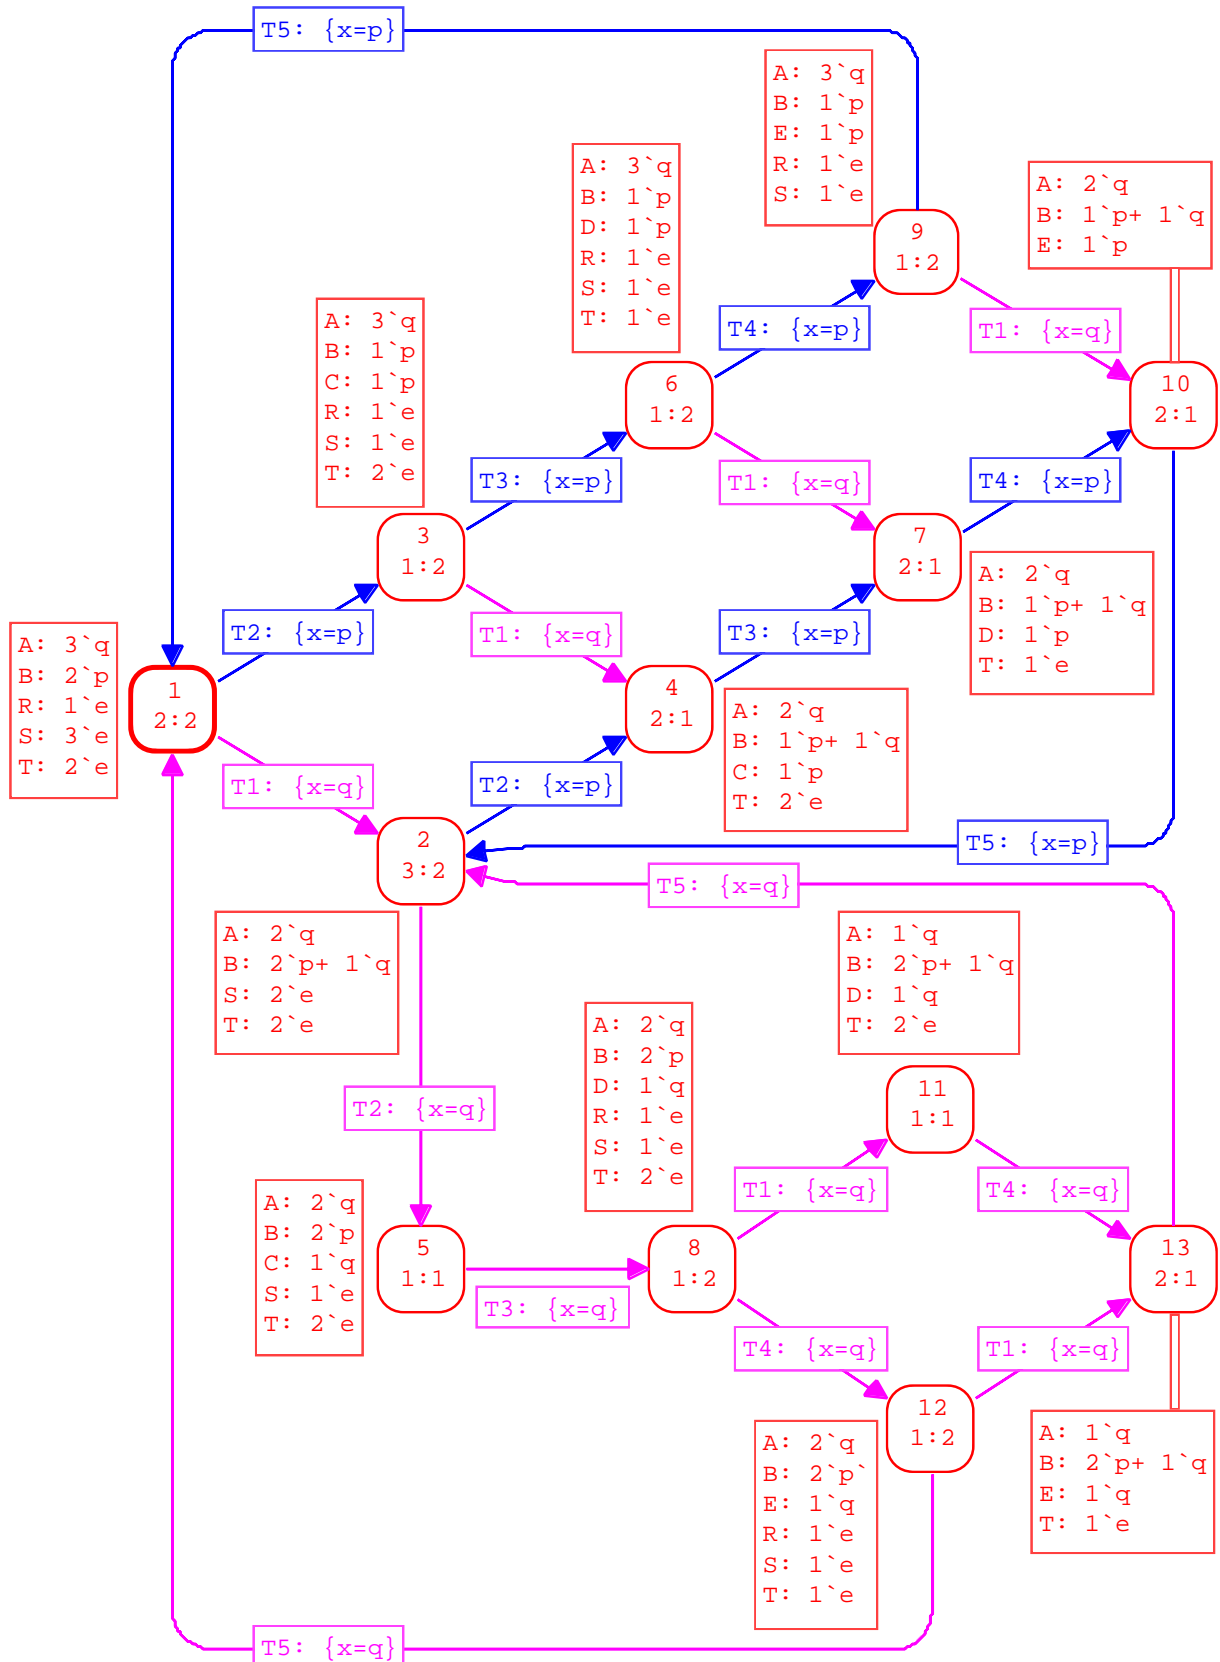 T5: {x=p}
A: 3`q
B: 1`p
E: 1`p
R: 1`e
S: 1`e
A: 3`q
B: 1`p
D: 1`p
R: 1`e
S: 1`e
T: 1`e
A: 2`q
B: 1`p+ 1`q
E: 1`p
9
1:2
A: 3`q
B: 1`p
C: 1`p
R: 1`e
S: 1`e
T: 2`e
T4: {x=p}
T1: {x=q}
6
1:2
10
2:1
T3: {x=p}
T1: {x=q}
T4: {x=p}
3
1:2
7
2:1
A: 2`q
B: 1`p+ 1`q
D: 1`p
T: 1`e
T2: {x=p}
T1: {x=q}
T3: {x=p}
A: 3`q
B: 2`p
R: 1`e
S: 3`e
T: 2`e
1
2:2
4
2:1
A: 2`q
B: 1`p+ 1`q
C: 1`p
T: 2`e
T1: {x=q}
T2: {x=p}
2
3:2
T5: {x=p}
T5: {x=q}
A: 2`q
B: 2`p+ 1`q
S: 2`e
T: 2`e
A: 1`q
B: 2`p+ 1`q
D: 1`q
T: 2`e
A: 2`q
B: 2`p
D: 1`q
R: 1`e
S: 1`e
T: 2`e
T2: {x=q}
11
1:1
A: 2`q
B: 2`p
C: 1`q
S: 1`e
T: 2`e
T1: {x=q}
T4: {x=q}
5
1:1
8
1:2
13
2:1
T3: {x=q}
T4: {x=q}
T1: {x=q}
12
1:2
A: 2`q
B: 2`p`
E: 1`q
R: 1`e
S: 1`e
T: 1`e
A: 1`q
B: 2`p+ 1`q
E: 1`q
T: 1`e
T5: {x=q}